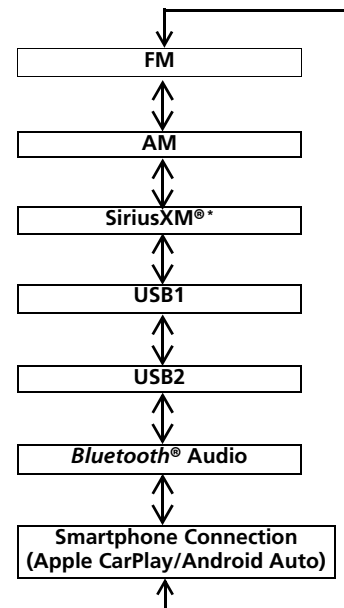 FM
AM
SiriusXM®*
USB1
USB2
Bluetooth® Audio
Smartphone Connection
(Apple CarPlay/Android Auto)